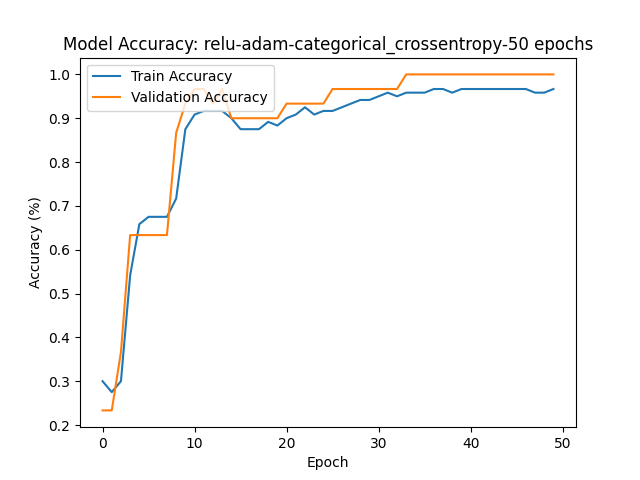 Model Accuracy: relu-adam-categorical_crossentropy-50 epochs
Train Accuracy
Validation Accuracy
Accuracy (%)
1.0
0.9
0.8
0.7
0.6
0.5
0.4
0.3
0.2
0 10 20 30 40 50
Epoch